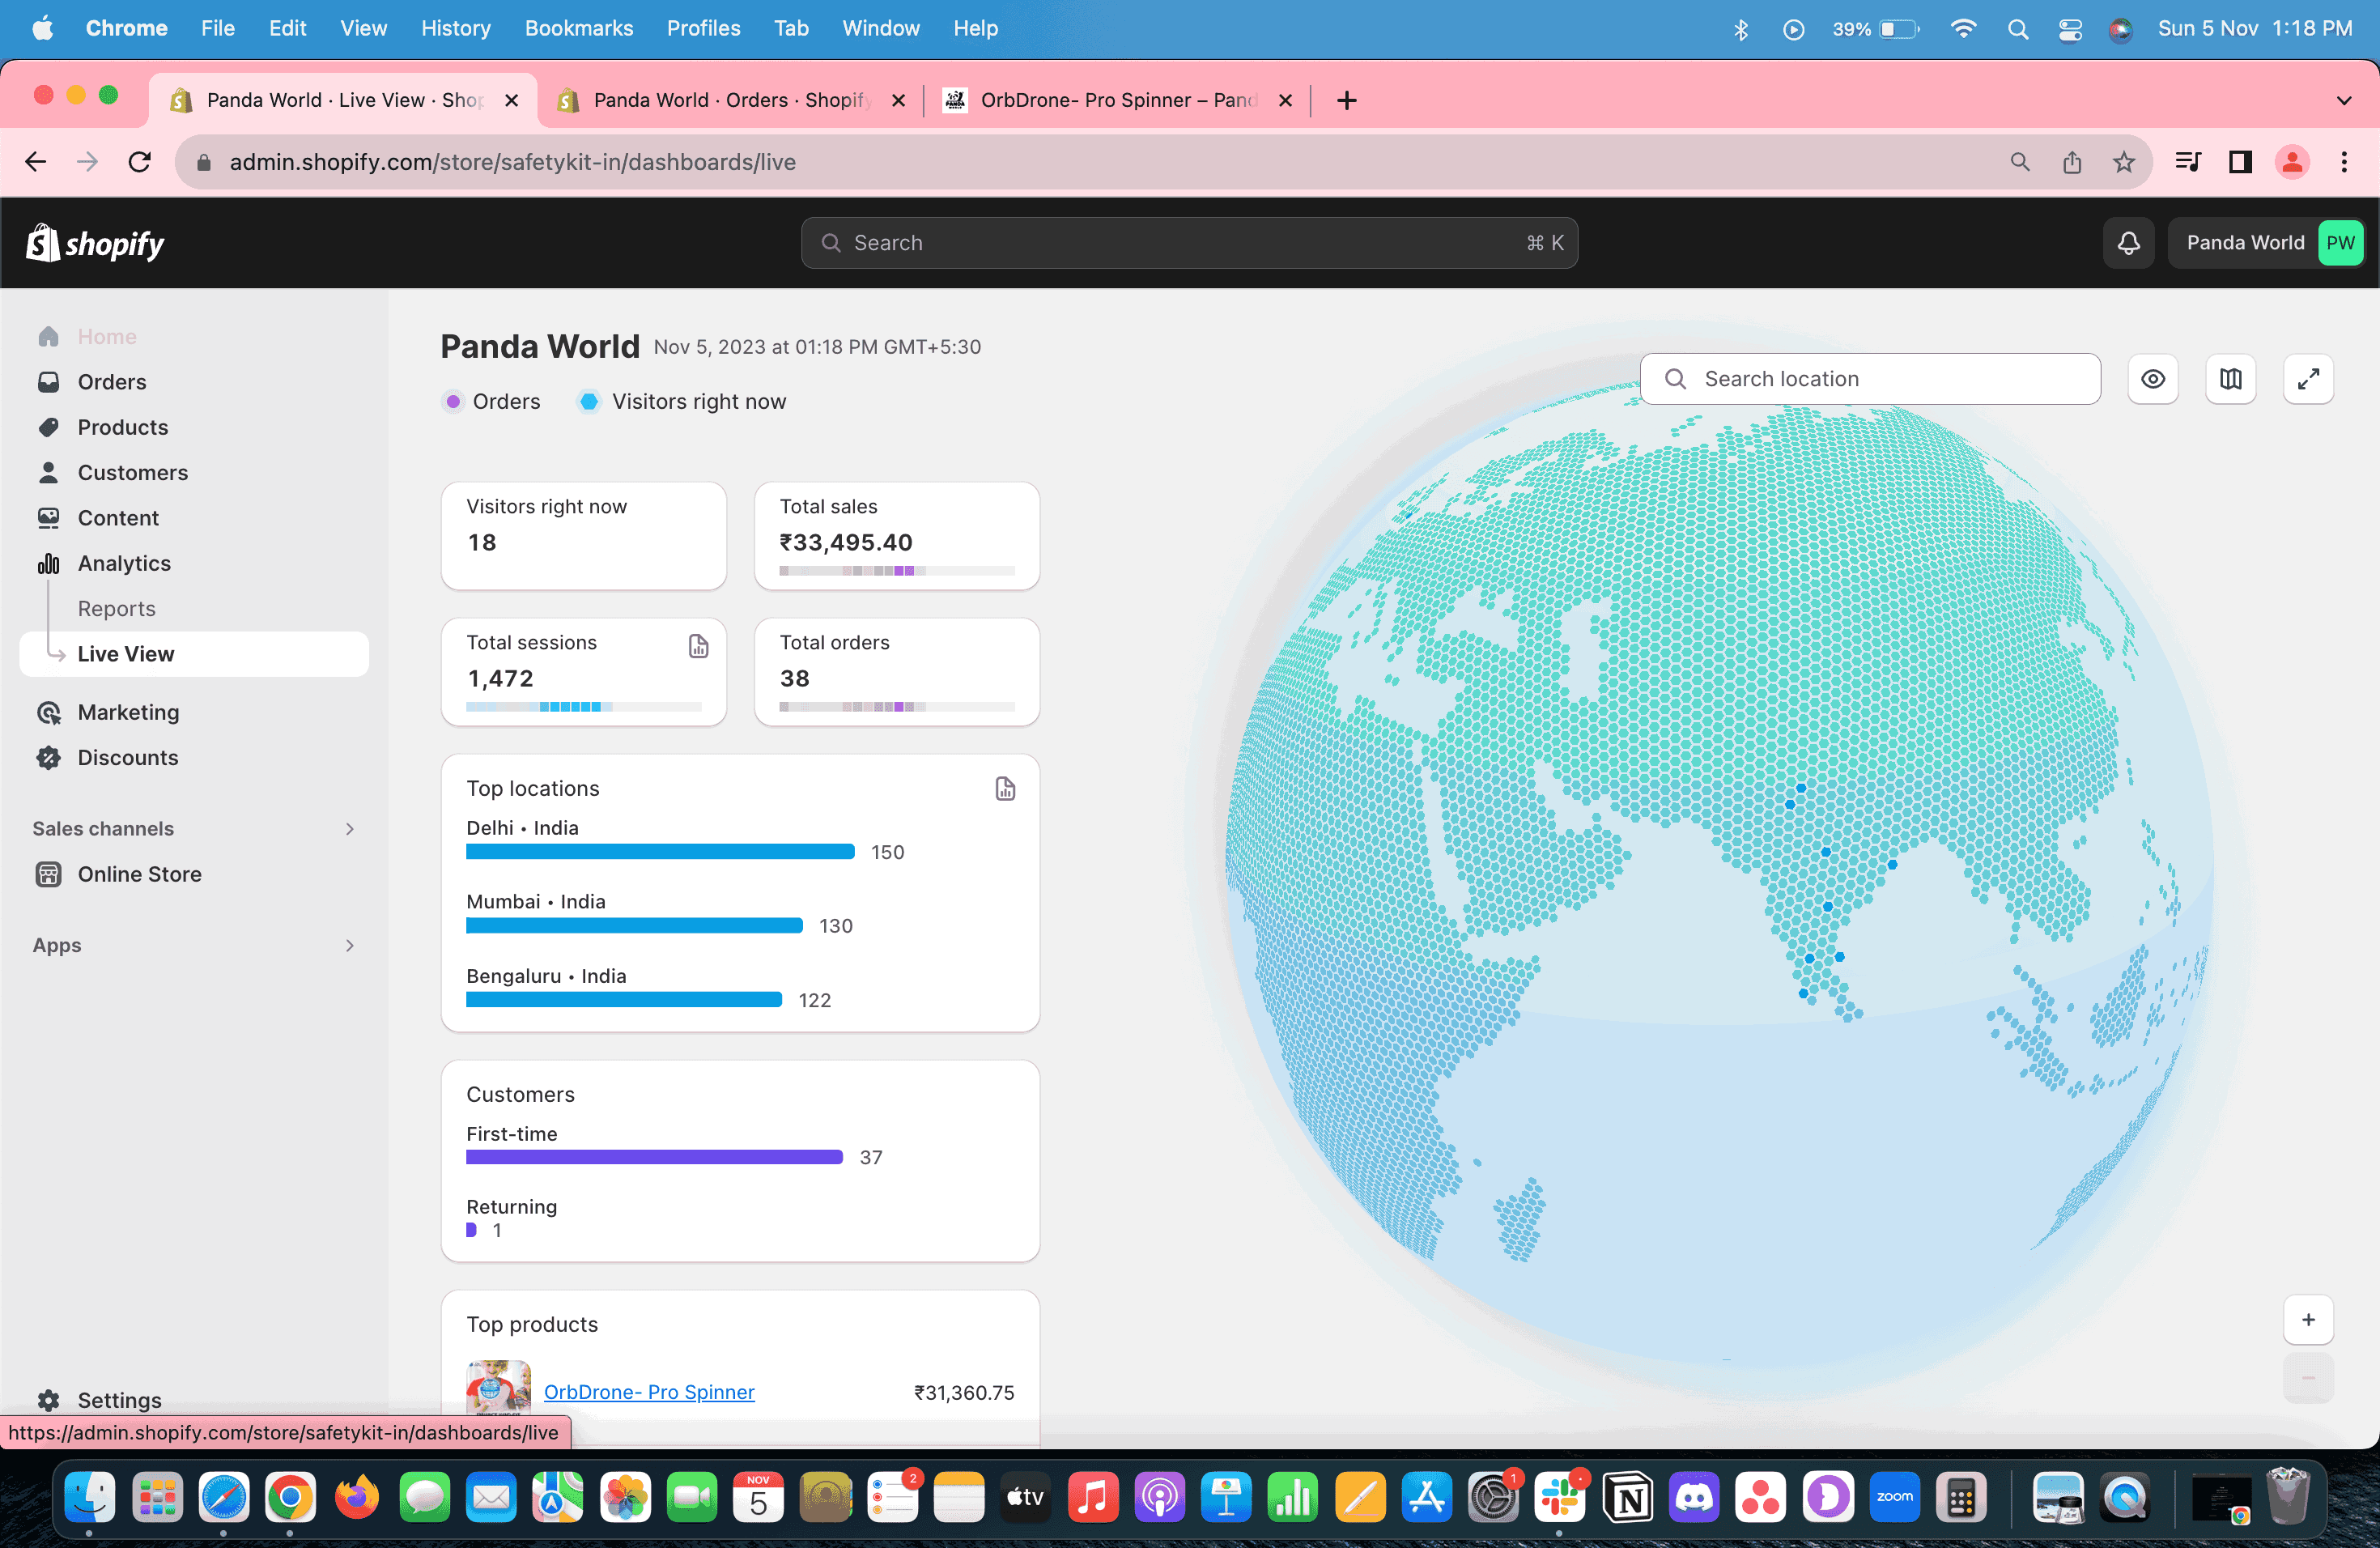 Chrome File Edit View History Bookmarks Profiles Tab Window Help 39% Sun 5 Nov 1:18 PM
Panda World · Live View · Shop Panda World · Orders · Shopify OrbDrone- Pro Spinner – Pand
admin.shopify.com/store/safetykit-in/dashboards/live
shopify Search ⌘ K Panda World PW
Home
Orders
Products
Customers
Content
Analytics
Reports
Live View
Marketing
Discounts
Sales channels
Online Store
Apps
Settings
https://admin.shopify.com/store/safetykit-in/dashboards/live
Panda World Nov 5, 2023 at 01:18 PM GMT+5:30
Orders Visitors right now
Search location
Visitors right now
18
Total sales
₹33,495.40
Total sessions
1,472
Total orders
38
Top locations
Delhi • India
150
Mumbai • India
130
Bengaluru • India
122
Customers
First-time
37
Returning
1
Top products
OrbDrone- Pro Spinner ₹31,360.75
NOV
5
2
tv
1
zoom